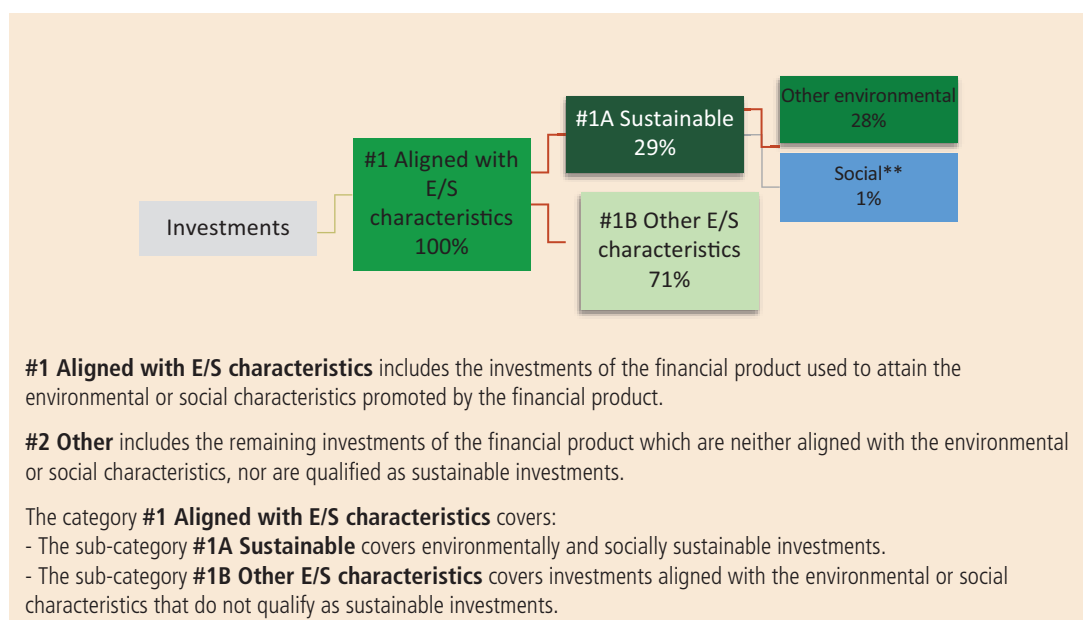 Investments
#1 Aligned with
E/S
characteristics
100%
#1A Sustainable
29%
#1B Other E/S
characteristics
71%
Other environmental
28%
Social**
1%
#1 Aligned with E/S characteristics includes the investments of the financial product used to attain the
environmental or social characteristics promoted by the financial product.
#2 Other includes the remaining investments of the financial product which are neither aligned with the environmental
or social characteristics, nor are qualified as sustainable investments.
The category #1 Aligned with E/S characteristics covers:
- The sub-category #1A Sustainable covers environmentally and socially sustainable investments.
- The sub-category #1B Other E/S characteristics covers investments aligned with the environmental or social
characteristics that do not qualify as sustainable investments.